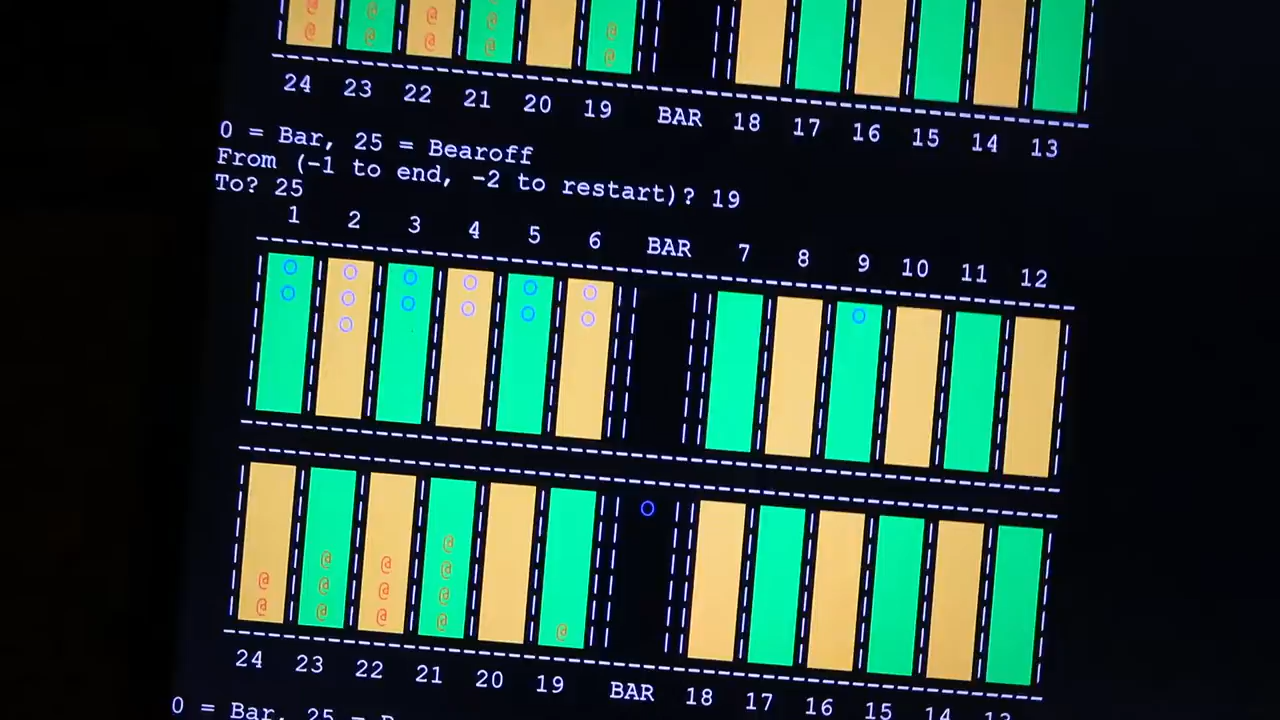 @ @ @ @ @ @
@ @ @ @ @
24 23 22 21 20 19 BAR 18 17 16 15 14 13
0 = Bar, 25 = Bearoff
From (-1 to end, -2 to restart)? 19
To? 25
1 2 3 4 5 6 BAR 7 8 9 10 11 12
O O O O O O O
O O O O O O
O
O
@
@ @ @
@ @ @ @ @
@ @ @ @ @
24 23 22 21 20 19 BAR 18 17 16 15 14 13
0 = Bar, 25 =